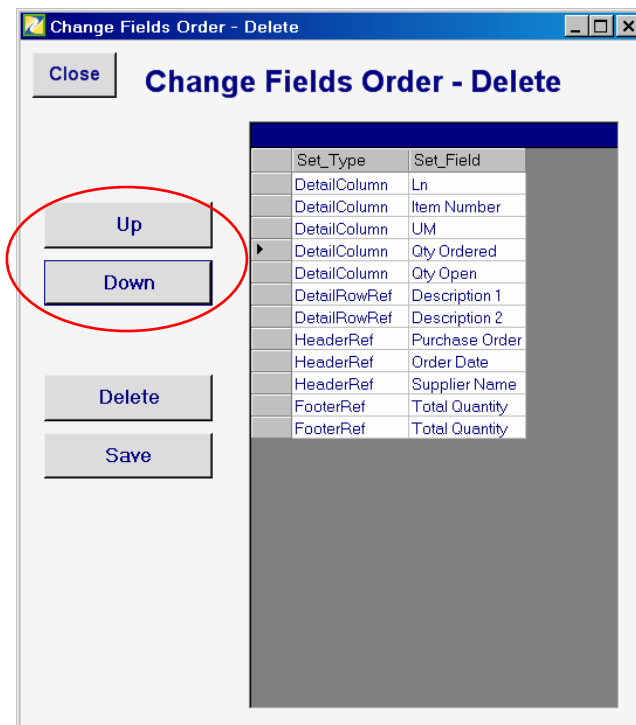 Change Fields Order - Delete
Close
Change Fields Order - Delete
Set_Type Set_Field
DetailColumn Ln
DetailColumn Item Number
DetailColumn UM
DetailColumn Qty Ordered
DetailColumn Qty Open
DetailRowRef Description 1
DetailRowRef Description 2
HeaderRef Purchase Order
HeaderRef Order Date
HeaderRef Supplier Name
FooterRef Total Quantity
FooterRef Total Quantity
Up
Down
Delete
Save